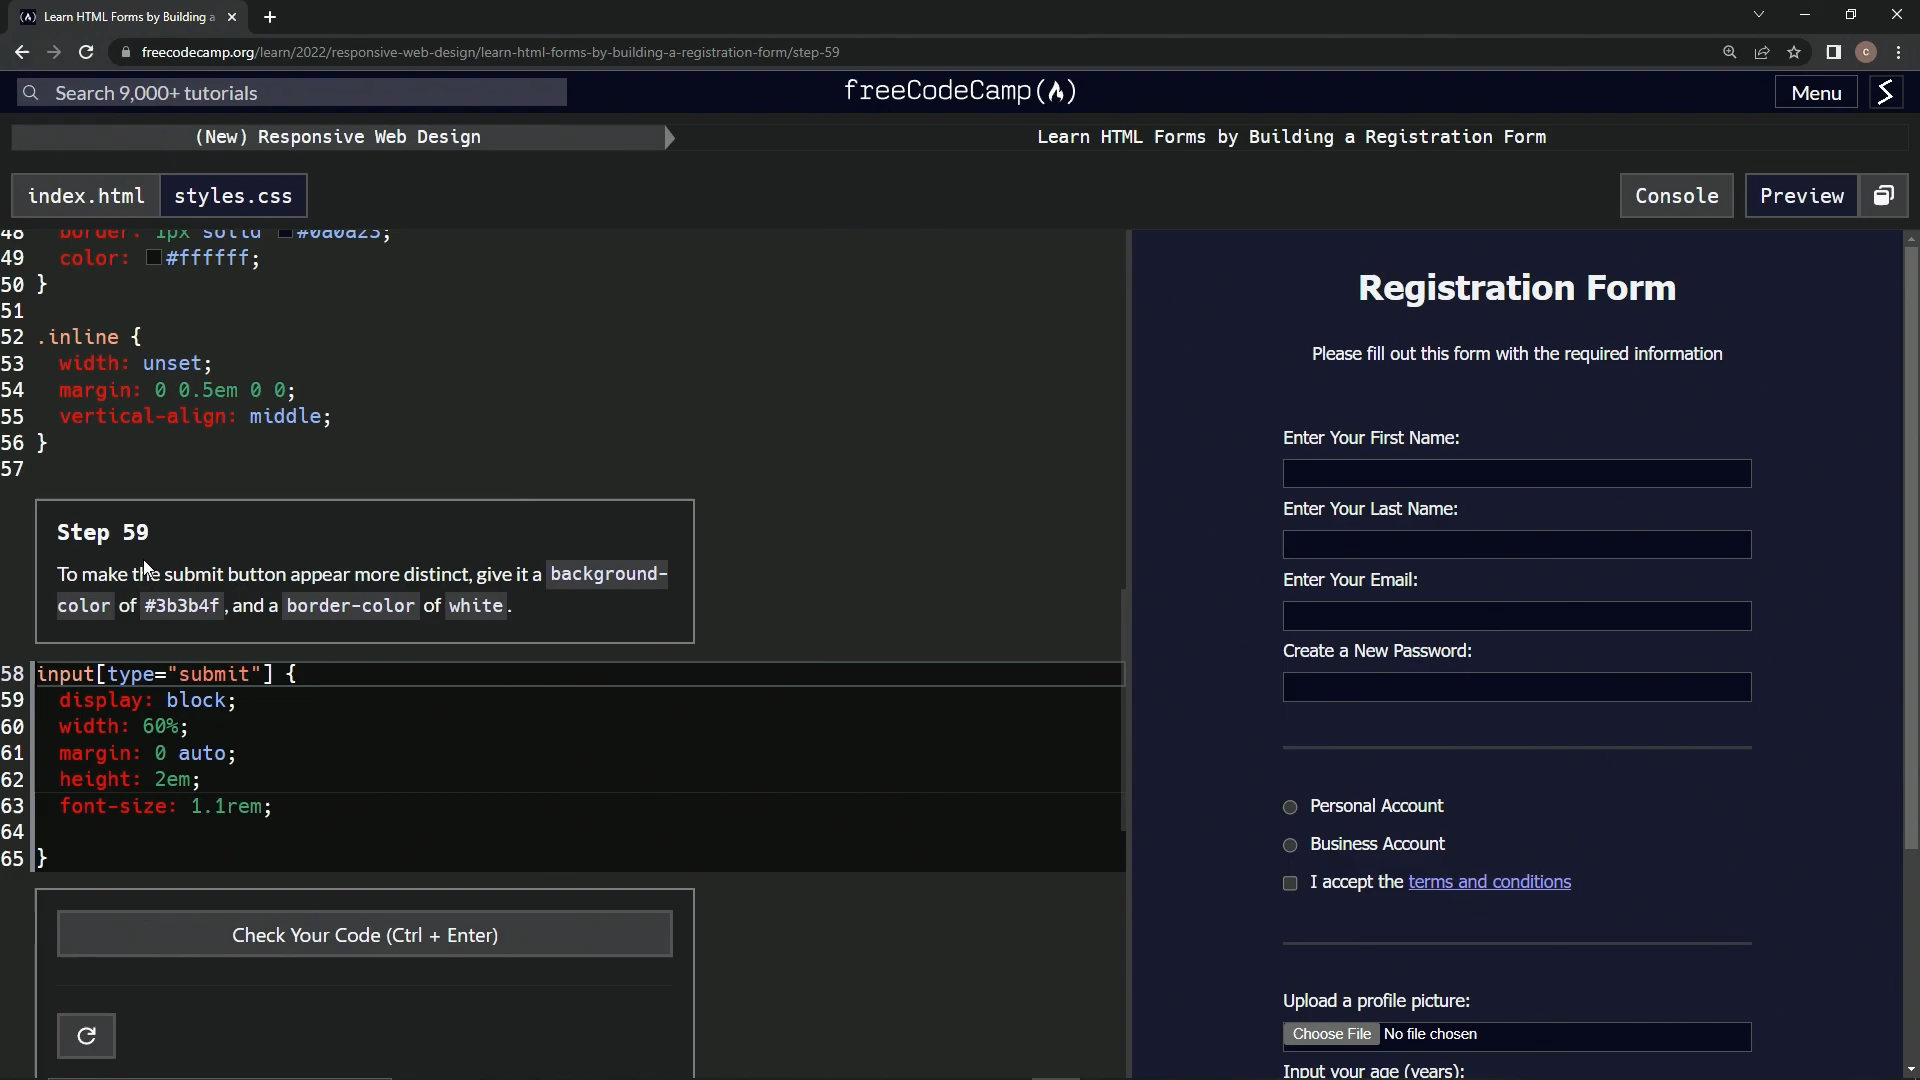 Learn HTML Forms by Building a
freecodecamp.org/learn/2022/responsive-web-design/learn-html-forms-by-building-a-registration-form/step-59
C
Search 9,000+ tutorials
freeCodeCamp
Menu
(New) Responsive Web Design
Learn HTML Forms by Building a Registration Form
index.html styles.css
Console Preview
48 border: 1px solid #0a0a23;
49 color: #ffffff;
50 }
51
52 .inline {
53 width: unset;
54 margin: 0 0.5em 0 0;
55 vertical-align: middle;
56 }
57
Step 59
To make the submit button appear more distinct, give it a background-
color of #3b3b4f, and a border-color of white.
58 input[type="submit"] {
59 display: block;
60 width: 60%;
61 margin: 0 auto;
62 height: 2em;
63 font-size: 1.1rem;
64
65 }
Check Your Code (Ctrl + Enter)
Registration Form
Please fill out this form with the required information
Enter Your First Name:
Enter Your Last Name:
Enter Your Email:
Create a New Password:
Personal Account
Business Account
I accept the terms and conditions
Upload a profile picture:
Choose File No file chosen
Input your age (years):